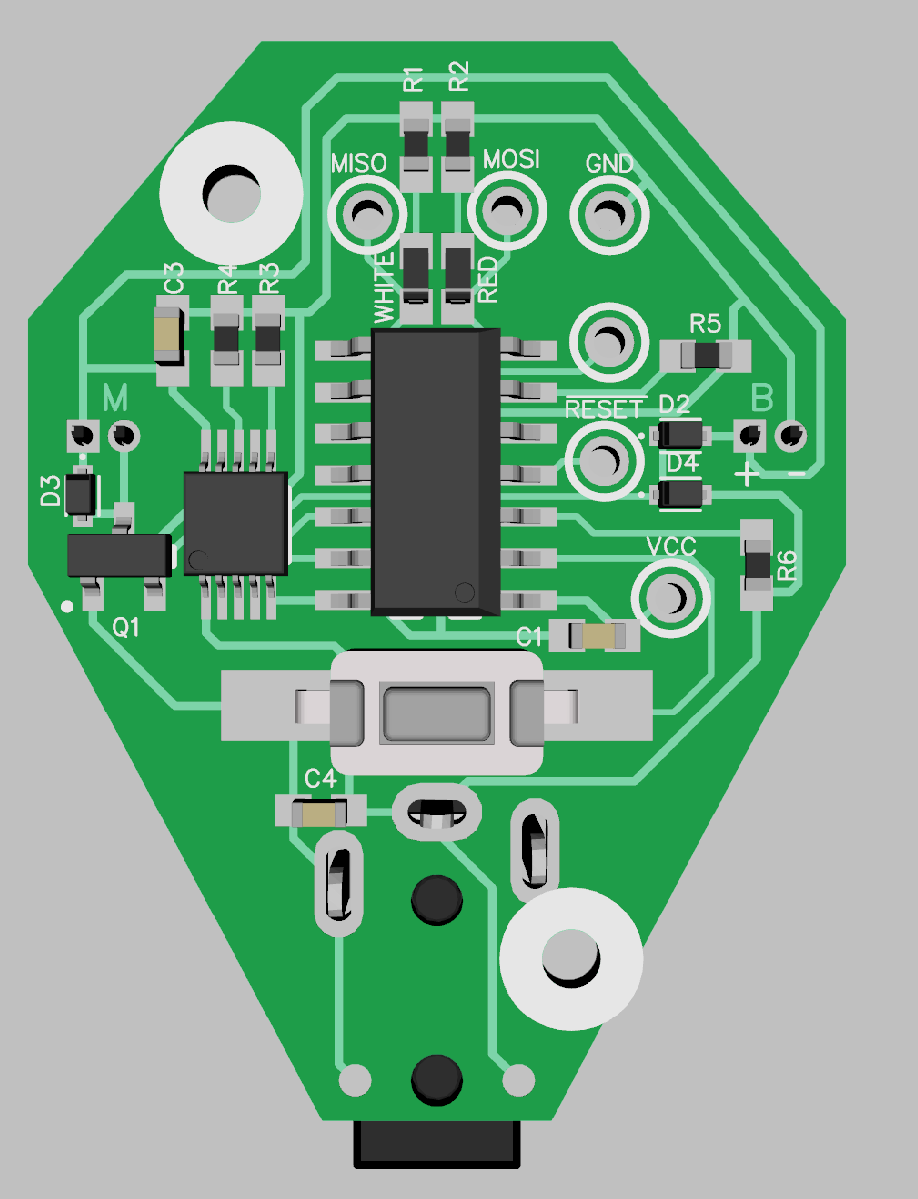 R1
R2
MISO
MOSI
GND
C3
R4
R3
WHITE
RED
R5
M
RESET
D2
B
D3
D4
+
-
VCC
R6
Q1
C1
C4